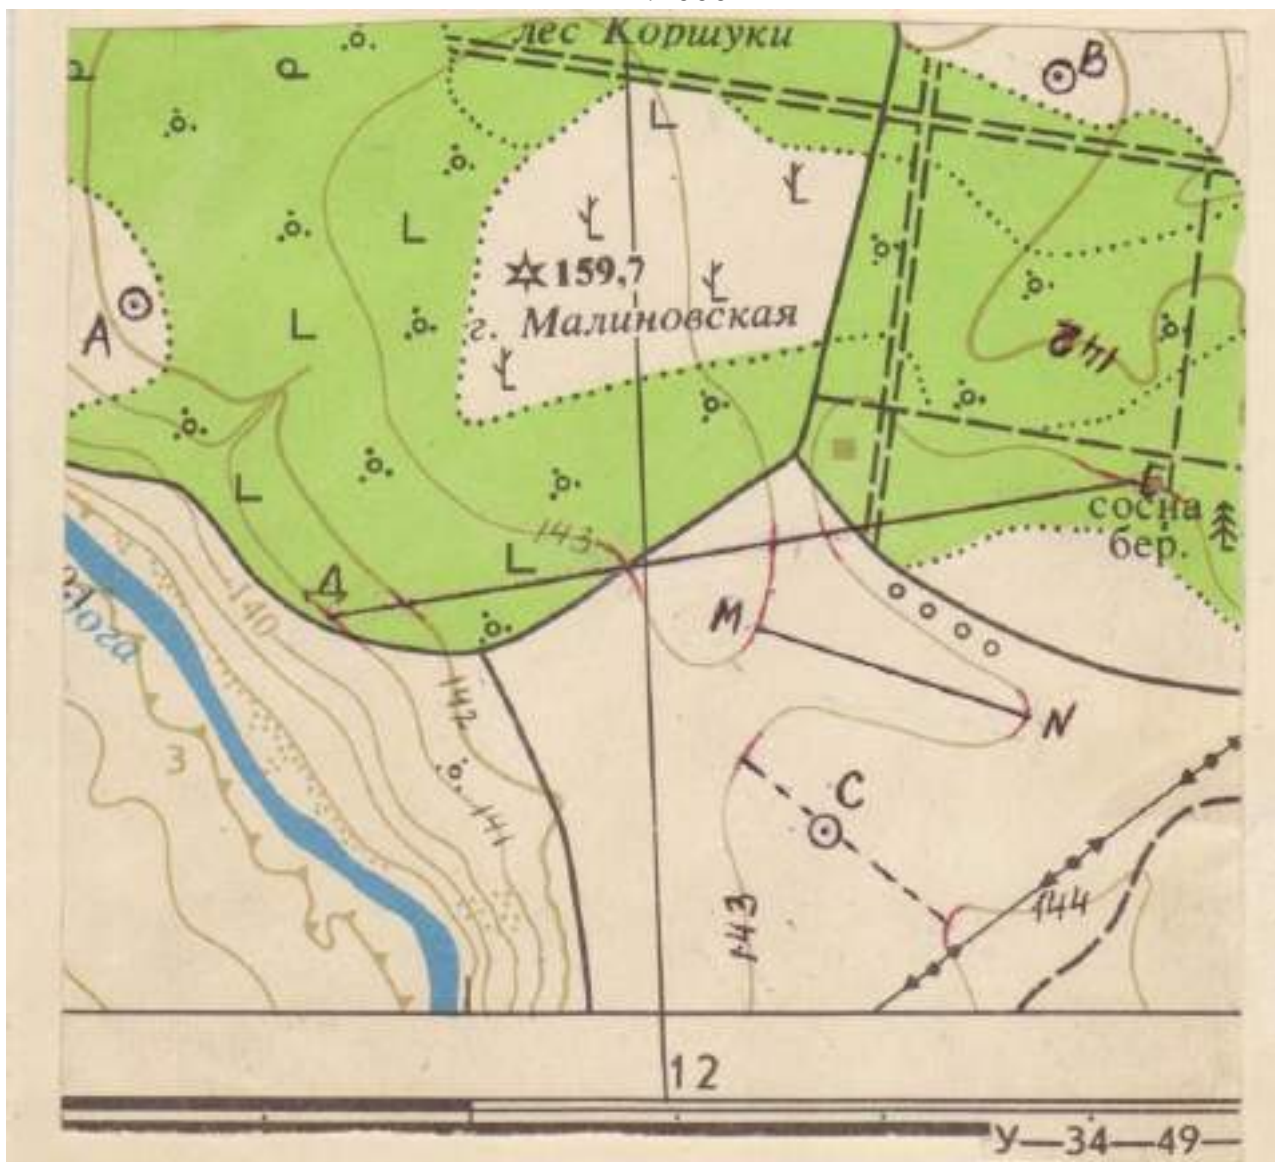 лес Коршуки
В
А
159,7
г. Малиновская
142
Е
сосна
бер.
143
Д
140
М
N
142
З
С
141
143
144
12
У—34—49—